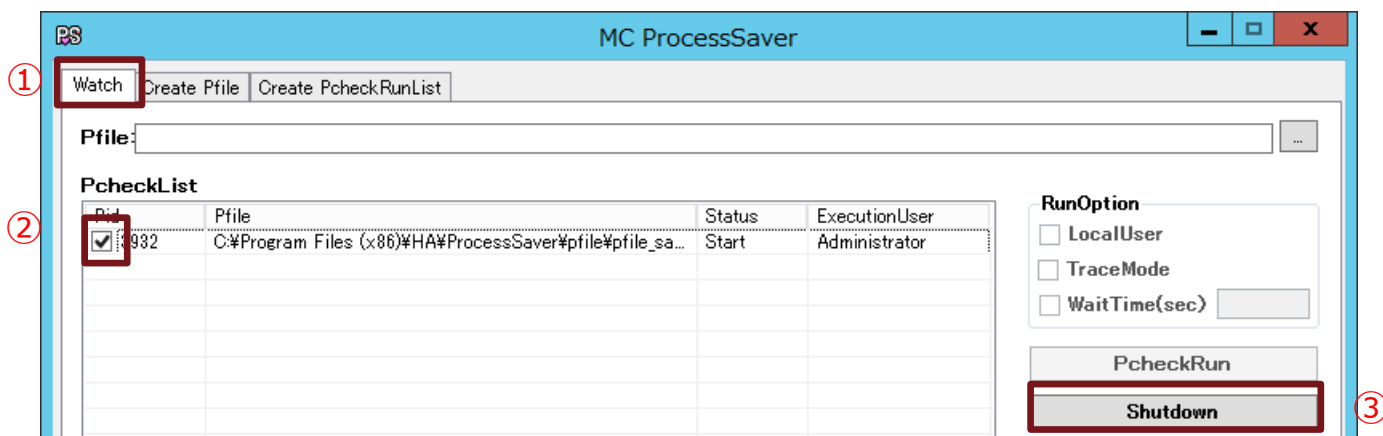 PS MC ProcessSaver
① Watch Create Pfile Create PcheckRunList
Pfile: ...
PcheckList
RunOption
② Pid Pfile Status ExecutionUser
932 C:¥Program Files (x86)¥HA¥ProcessSaver¥pfile¥pfile_sa... Start Administrator
LocalUser
TraceMode
WaitTime(sec)
PcheckRun
Shutdown ③